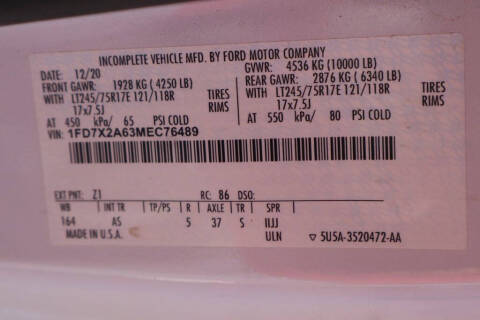 INCOMPLETE VEHICLE MFD. BY FORD MOTOR COMPANY
DATE: 12/20 GVWR: 4536 KG (10000 LB)
FRONT GAWR: 1928 KG (4250 LB) REAR GAWR: 2876 KG (6340 LB)
WITH LT245/75R17E 121/118R TIRES WITH LT245/75R17E 121/118R TIRES
17x7.5J RIMS 17x7.5J RIMS
AT 450 kPa/ 65 PSI COLD AT 550 kPa/ 80 PSI COLD
VIN: 1FD7X2A63MEC76489
EXT PNT: Z1 RC: 86 DSO:
WB INT TR TP/PS R AXLE TR SPR
164 AS 5 37 S IIJJ
MADE IN U.S.A. ULN ▽ 5U5A-3520472-AA